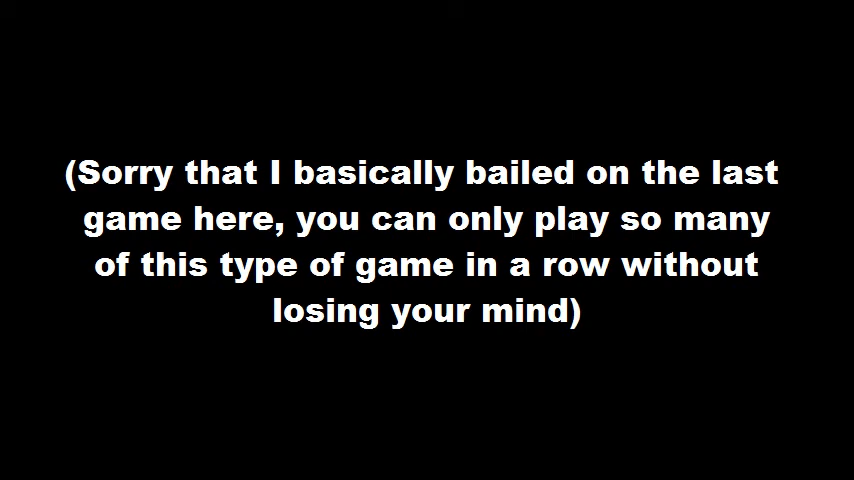 (Sorry that I basically bailed on the last
game here, you can only play so many
of this type of game in a row without
losing your mind)